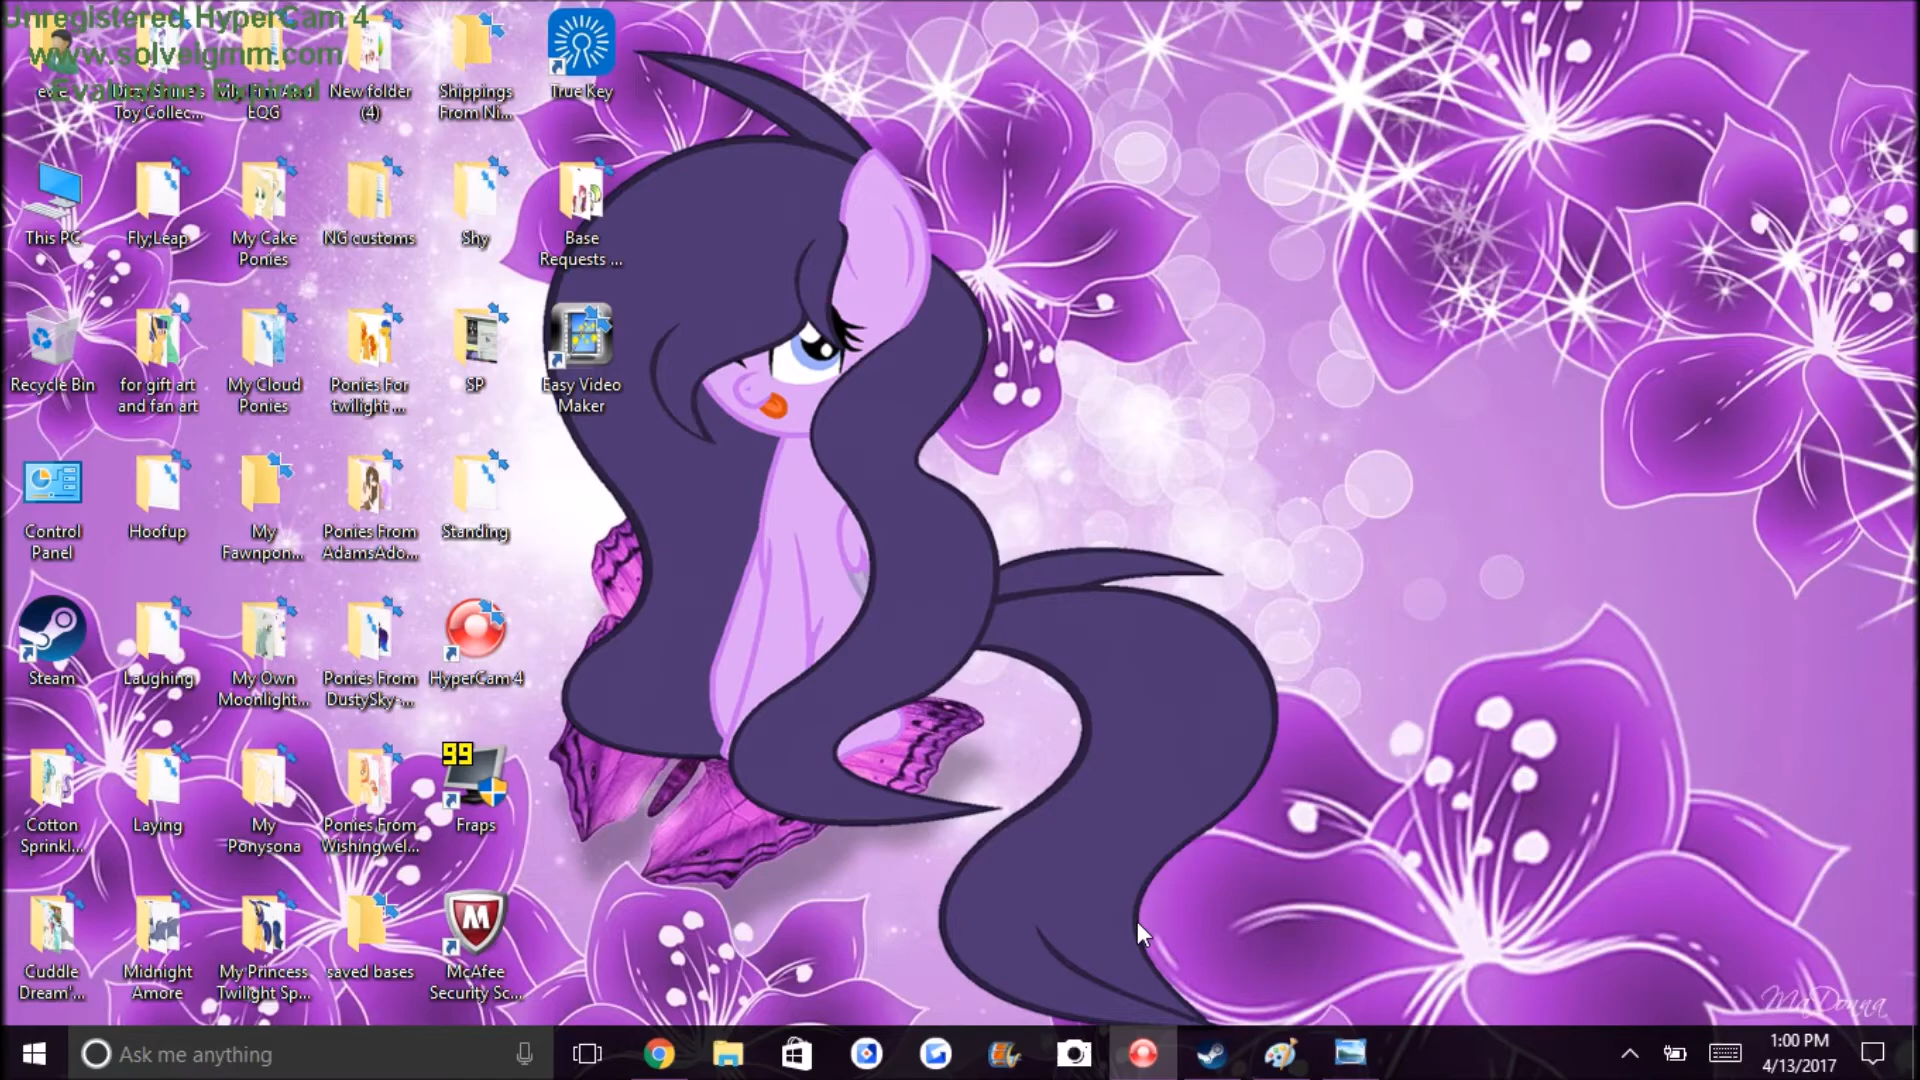 Unregistered HyperCam 4
www.solveigmm.com
Evaluation Expired
Toy Collec...
EQG
New folder
(4)
Shippings
From Ni...
True Key
This PC
Fly;Leap
My Cake
Ponies
NG customs
Shy
Base
Requests ...
Recycle Bin
for gift art
and fan art
My Cloud
Ponies
Ponies For
twilight ...
SP
Easy Video
Maker
Control
Panel
Hoofup
My
Fawnpon...
Ponies From
AdamsAdo...
Standing
Steam
Laughing
My Own
Moonlight...
Ponies From
DustySky-...
HyperCam 4
Cotton
Sprinkl...
Laying
My
Ponysona
Ponies From
Wishingwel...
99
Fraps
Cuddle
Dream'...
Midnight
Amore
My Princess
Twilight Sp...
saved bases
M
McAfee
Security Sc...
MaDonna
Ask me anything
1:00 PM
4/13/2017